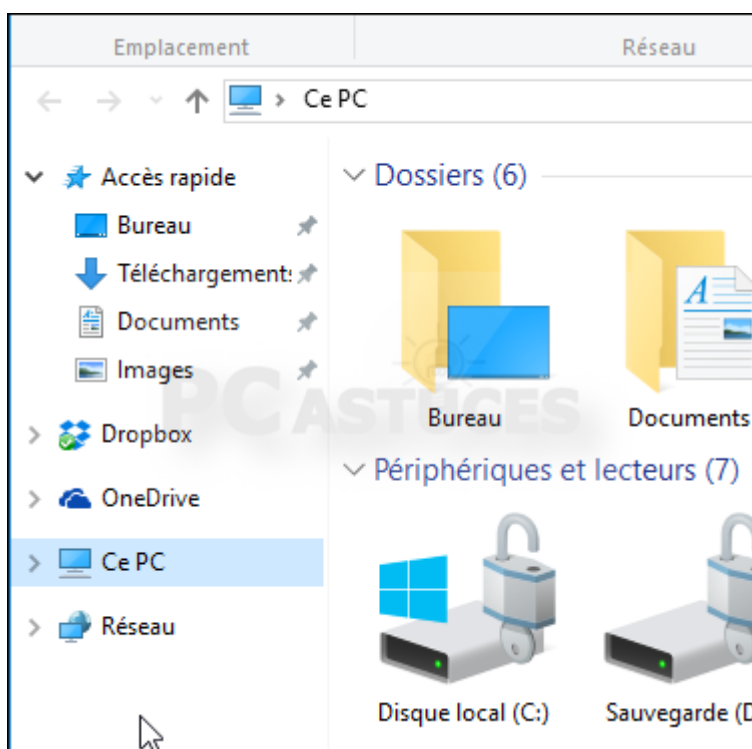 Emplacement
Réseau
Ce PC
Accès rapide
Bureau
Téléchargements
Documents
Images
Dropbox
OneDrive
Ce PC
Réseau
Dossiers (6)
Bureau
Documents
PC ASTUCES
Périphériques et lecteurs (7)
Disque local (C:)
Sauvegarde (D